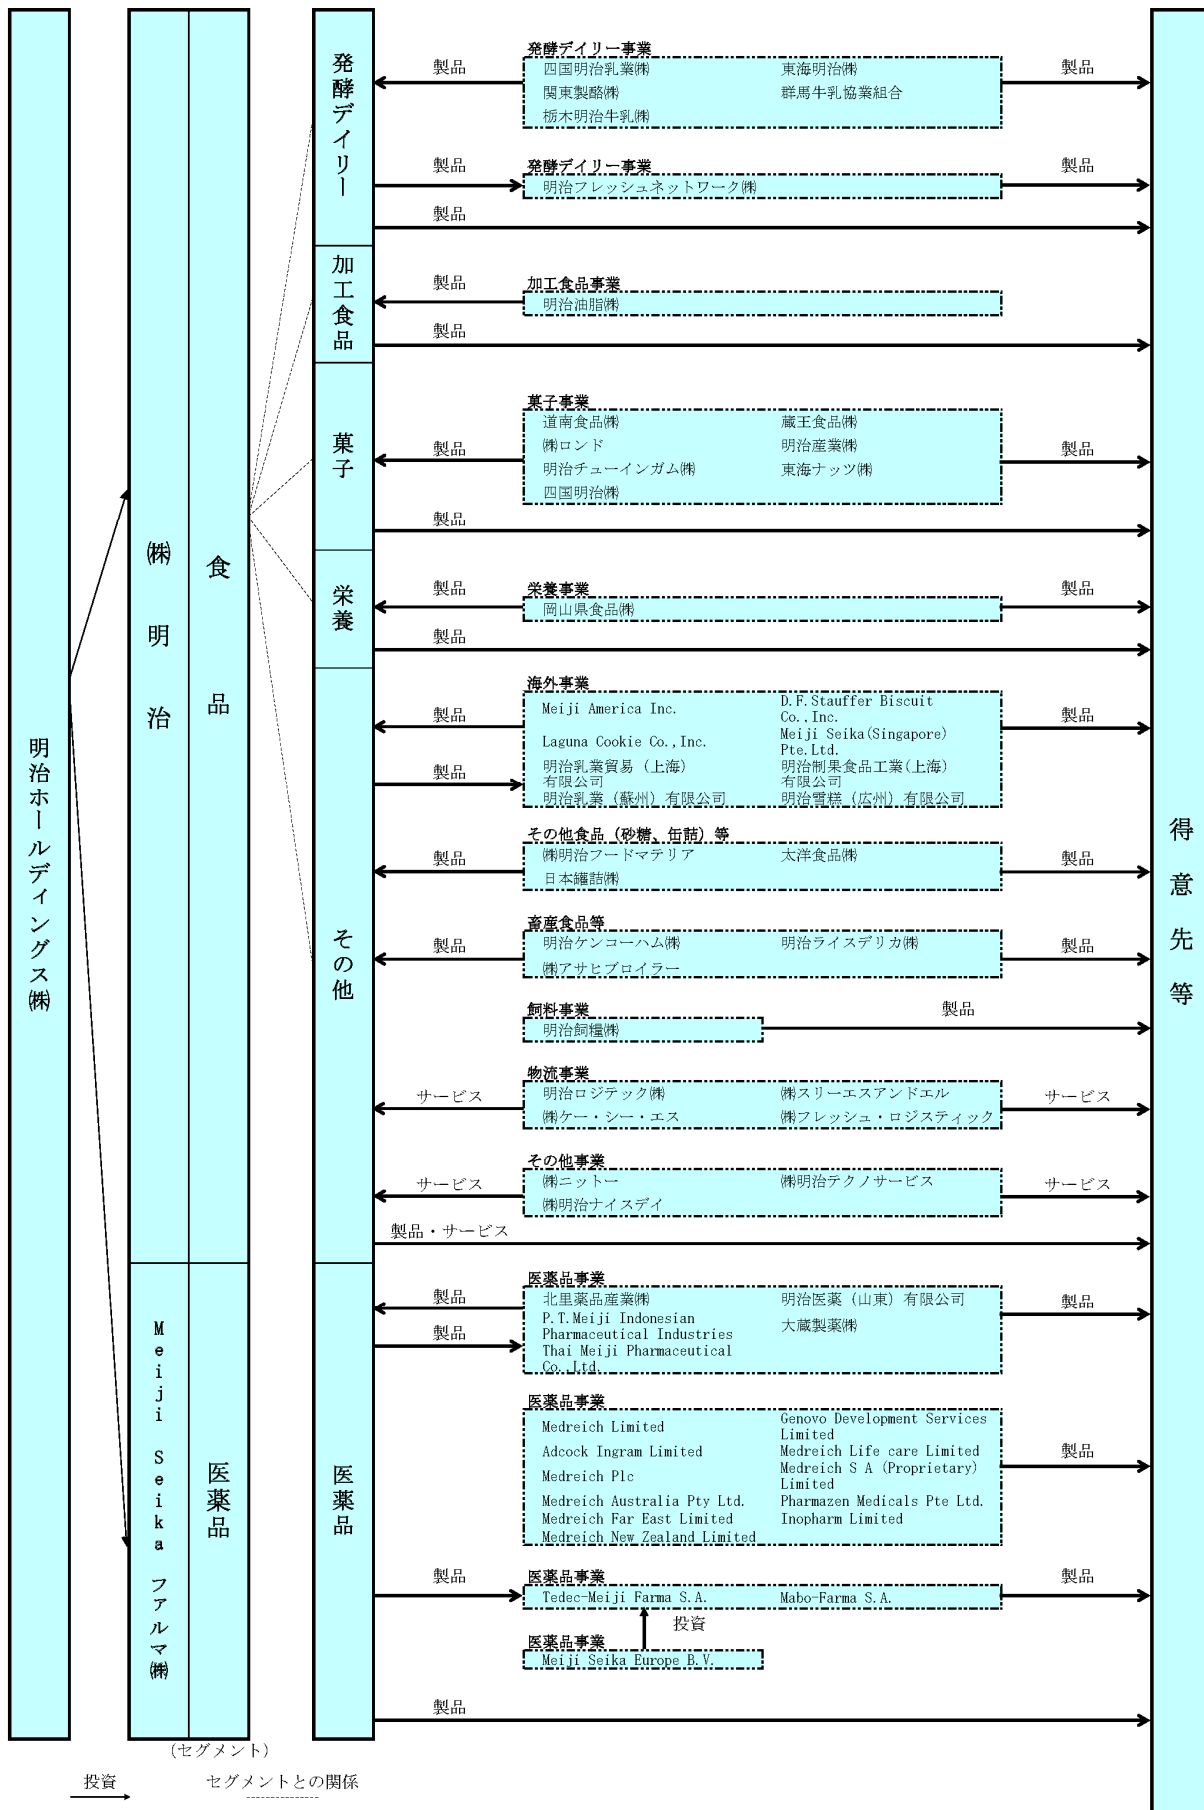 明治ホールディングス㈱
㈱明治
食品
Meiji Seika ファルマ㈱
医薬品
発酵デイリー
加工食品
菓子
栄養
その他
医薬品
得意先等
発酵デイリー事業
製品
四国明治乳業㈱
東海明治㈱
製品
関東製酪㈱
群馬牛乳協業組合
栃木明治牛乳㈱
発酵デイリー事業
製品
明治フレッシュネットワーク㈱
製品
製品
加工食品事業
製品
明治油脂㈱
製品
菓子事業
道南食品㈱
蔵王食品㈱
製品
㈱ロンド
明治産業㈱
製品
明治チューインガム㈱
東海ナッツ㈱
四国明治㈱
製品
栄養事業
製品
岡山県食品㈱
製品
製品
海外事業
製品
Meiji America Inc.
D.F.Stauffer Biscuit
Co.,Inc.
製品
Laguna Cookie Co.,Inc.
Meiji Seika(Singapore)
Pte.Ltd.
製品
明治乳業貿易（上海）
有限公司
明治制果食品工業(上海)
有限公司
明治乳業（蘇州）有限公司
明治雪糕（広州）有限公司
その他食品（砂糖、缶詰）等
製品
㈱明治フードマテリア
太洋食品㈱
製品
日本罐詰㈱
畜産食品等
製品
明治ケンコーハム㈱
明治ライスデリカ㈱
製品
㈱アサヒブロイラー
飼料事業
明治飼糧㈱
製品
物流事業
サービス
明治ロジテック㈱
㈱スリーエスアンドエル
サービス
㈱ケー・シー・エス
㈱フレッシュ・ロジスティック
その他事業
サービス
㈱ニットー
㈱明治テクノサービス
サービス
㈱明治ナイスデイ
製品・サービス
医薬品事業
製品
北里薬品産業㈱
明治医薬（山東）有限公司
製品
P.T.Meiji Indonesian
Pharmaceutical Industries
大蔵製薬㈱
製品
Thai Meiji Pharmaceutical
Co.,Ltd.
医薬品事業
Medreich Limited
Genovo Development Services
Limited
Adcock Ingram Limited
Medreich Life care Limited
製品
Medreich Plc
Medreich S A (Proprietary)
Limited
Medreich Australia Pty Ltd.
Pharmazen Medicals Pte Ltd.
Medreich Far East Limited
Inopharm Limited
Medreich New Zealand Limited
医薬品事業
製品
Tedec-Meiji Farma S.A.
Mabo-Farma S.A.
製品
投資
医薬品事業
Meiji Seika Europe B.V.
製品
(セグメント)
投資
セグメントとの関係